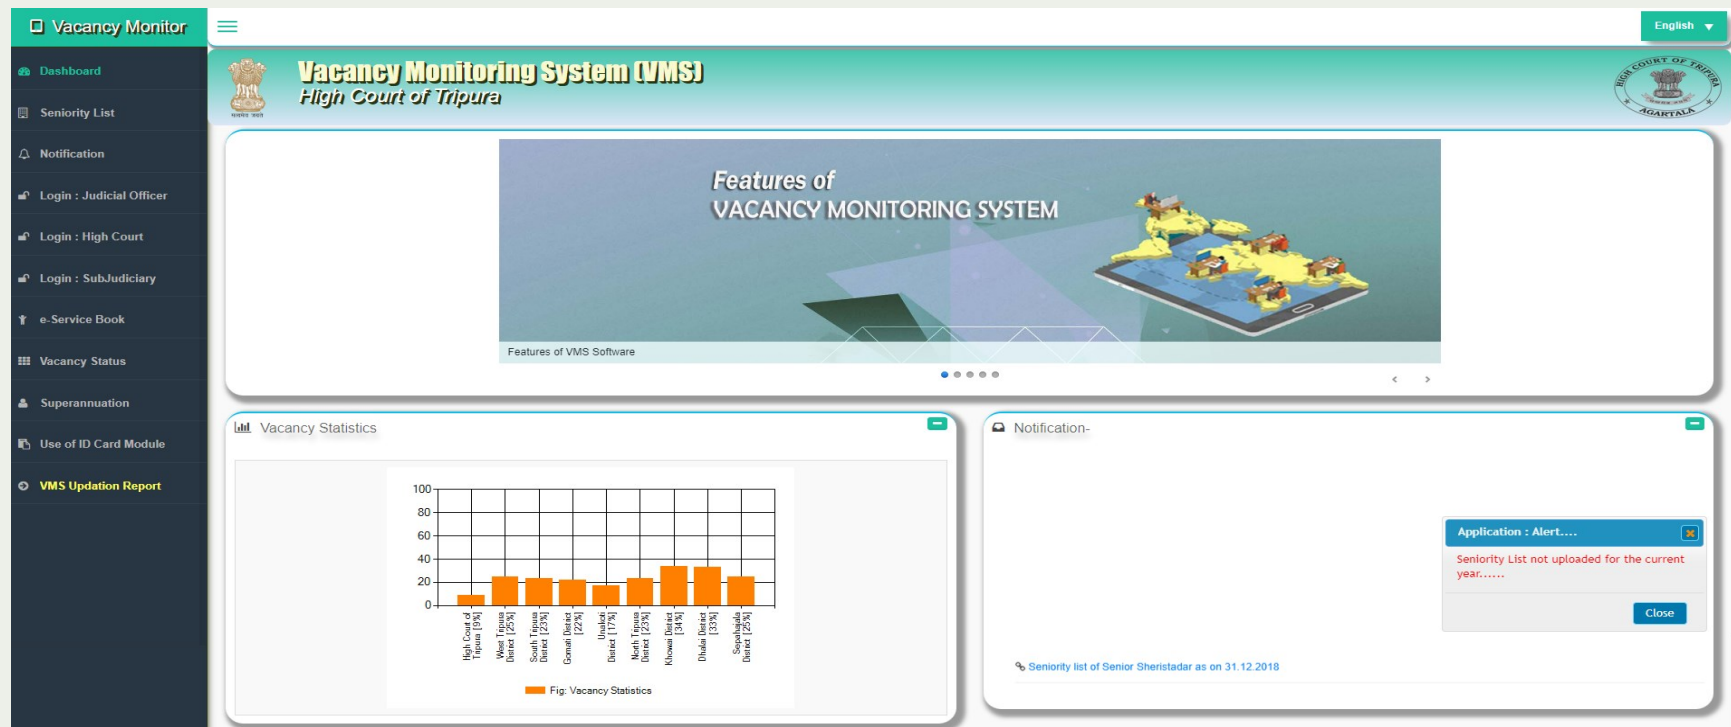 Vacancy Monitor
English
Dashboard
Seniority List
Notification
Login : Judicial Officer
Login : High Court
Login : SubJudiciary
e-Service Book
Vacancy Status
Superannuation
Use of ID Card Module
VMS Updation Report
सत्यमेव जयते
Vacancy Monitoring System (VMS)
High Court of Tripura
HIGH COURT OF TRIPURA
AGARTALA
Features of
VACANCY MONITORING SYSTEM
Features of VMS Software
Vacancy Statistics
100
80
60
40
20
0
High Court of
Tripura [9%]
West Tripura
District [25%]
South Tripura
District [23%]
Gomati District
[22%]
Unakoti
District [17%]
North Tripura
District [23%]
Khowai District
[34%]
Dhalai District
[33%]
Sepahajala
District [25%]
Fig: Vacancy Statistics
Notification-
Application : Alert....
Seniority List not uploaded for the current
year......
Close
Seniority list of Senior Sheristadar as on 31.12.2018